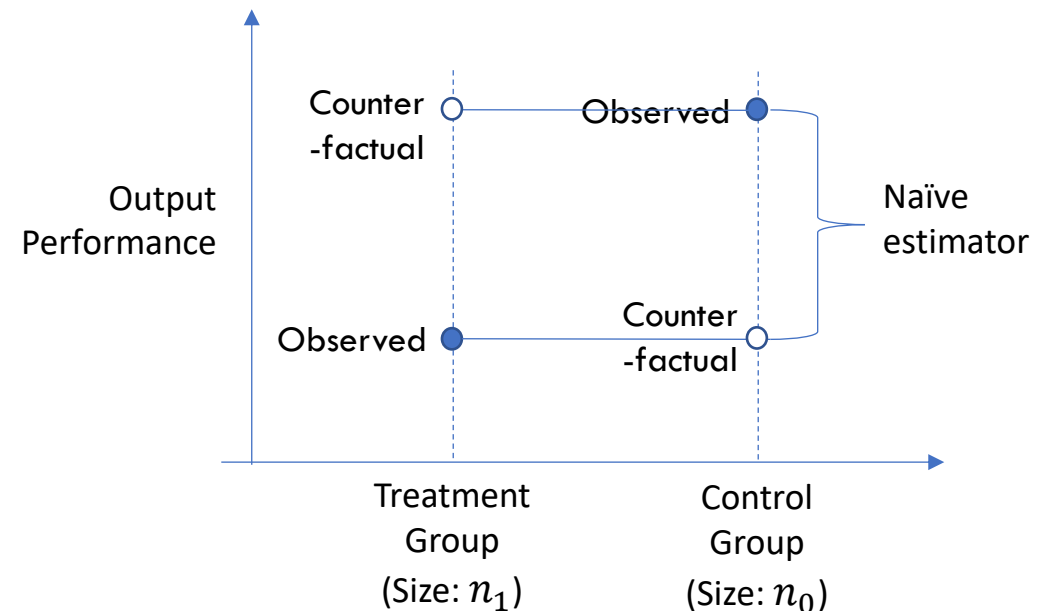 Counter
-factual
Observed
Output
Performance
Naïve
estimator
Observed
Counter
-factual
Treatment
Group
(Size: n₁)
Control
Group
(Size: n₀)